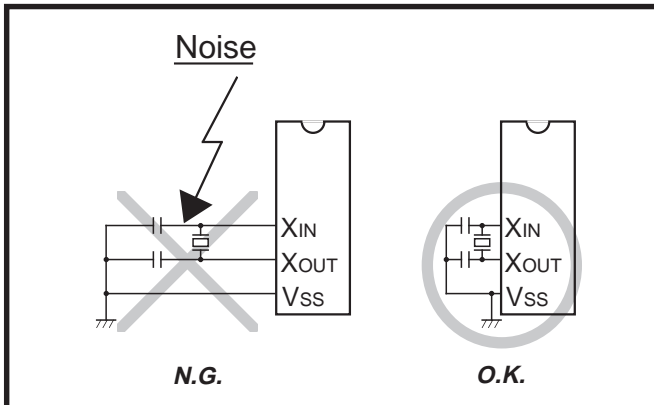 Noise
XIN
XOUT
VSS
XIN
XOUT
VSS
N.G.
O.K.